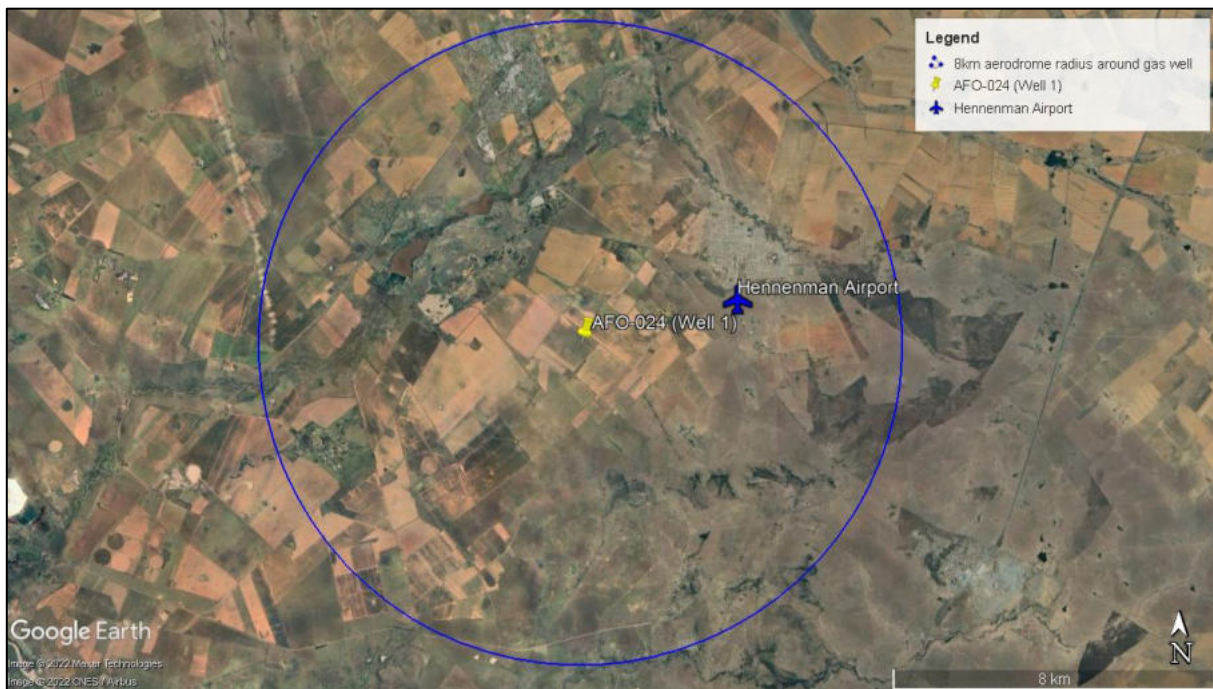 Legend
8km aerodrome radius around gas well
AFO-024 (Well 1)
Hennenman Airport
Hennenman Airport
AFO-024 (Well 1)
Google Earth
Image © 2022 Maxar Technologies
Image © 2022 CNES / Airbus
8 km
N